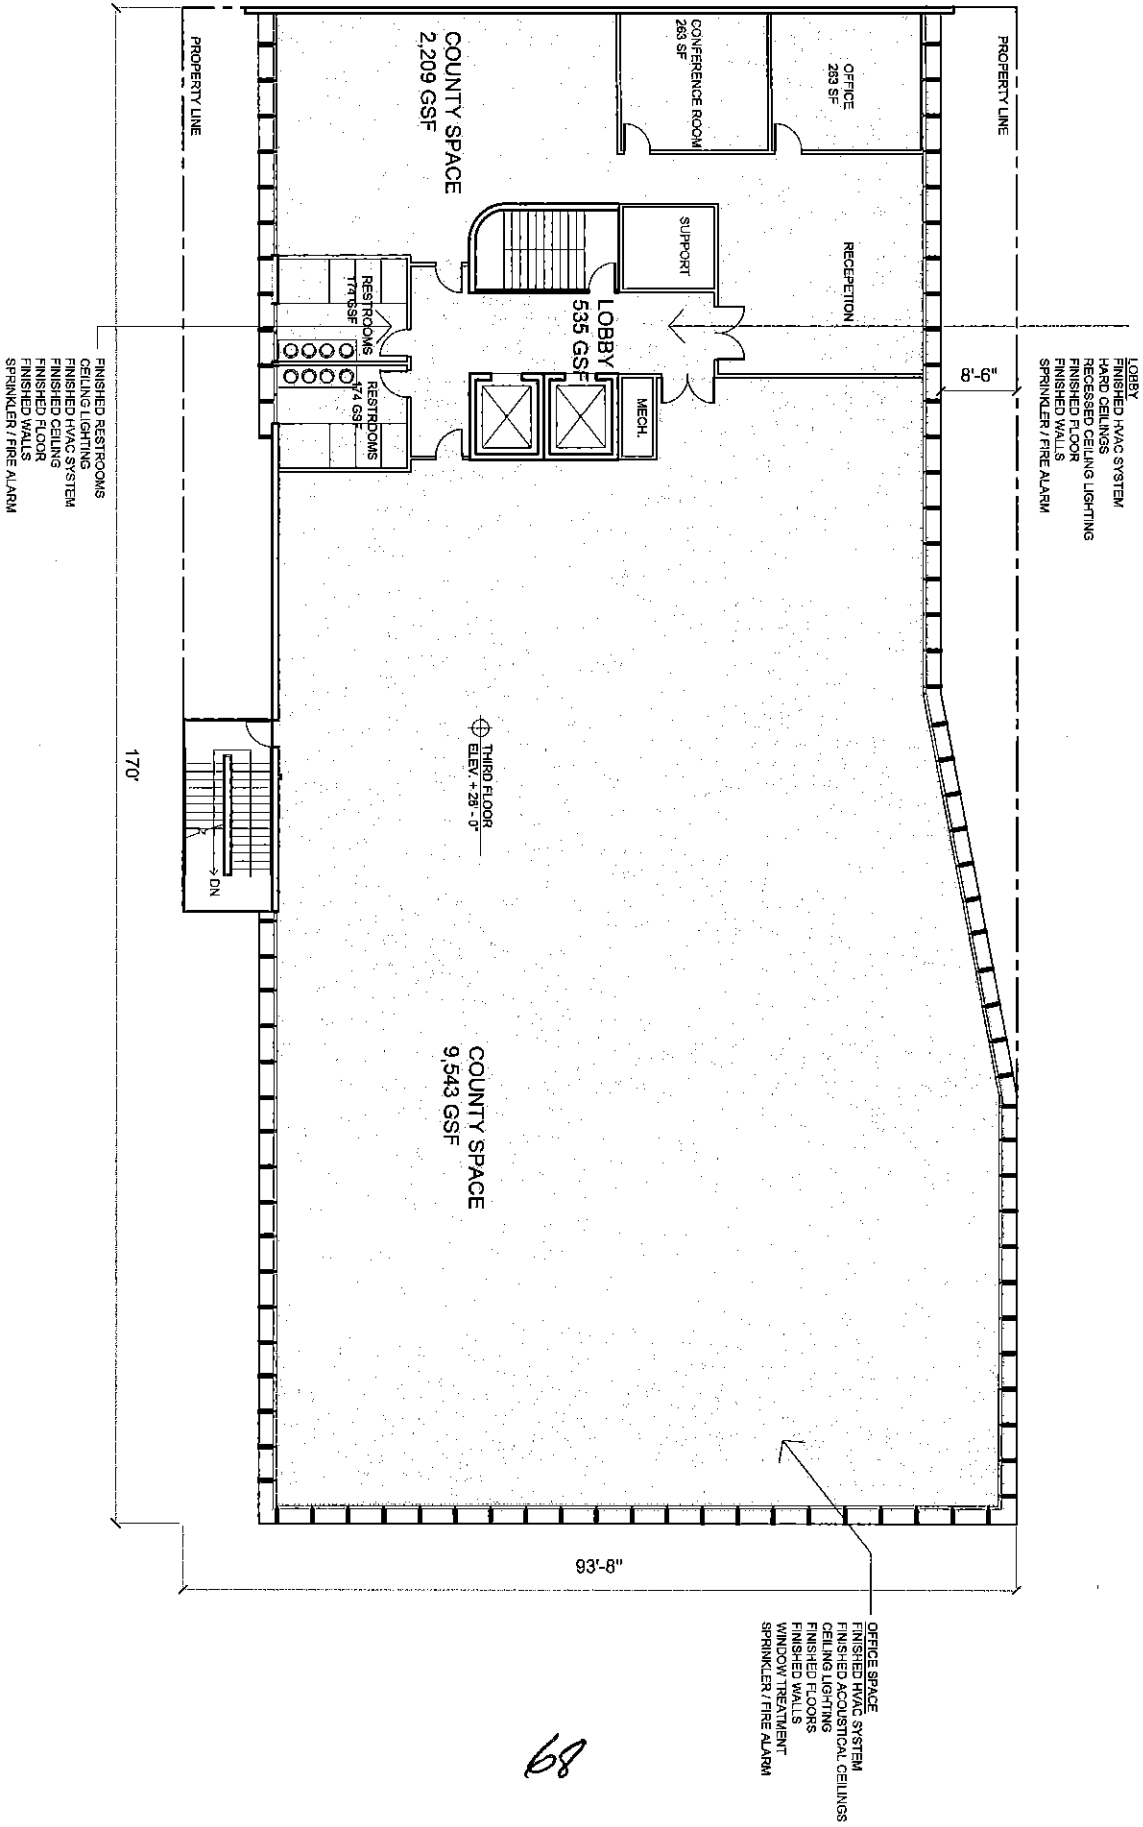 LOBBY
FINISHED HVAC SYSTEM
HARD CEILINGS
RECESSED CEILING LIGHTING
FINISHED FLOOR
FINISHED WALLS
SPRINKLER / FIRE ALARM
PROPERTY LINE
8'-6"
OFFICE
263 SF
CONFERENCE ROOM
263 SF
RECEPTION
SUPPORT
COUNTY SPACE
2,209 GSF
LOBBY
535 GSF
MECH.
RESTROOMS
174 GSF
RESTROOMS
174 GSF
PROPERTY LINE
THIRD FLOOR
ELEV. + 28' - 0"
DN
COUNTY SPACE
9,543 GSF
FINISHED RESTROOMS
CEILING LIGHTING
FINISHED HVAC SYSTEM
FINISHED CEILING
FINISHED FLOOR
FINISHED WALLS
SPRINKLER / FIRE ALARM
170'
93'-8"
OFFICE SPACE
FINISHED HVAC SYSTEM
FINISHED ACOUSTICAL CEILINGS
CEILING LIGHTING
FINISHED FLOORS
FINISHED WALLS
WINDOW TREATMENT
SPRINKLER / FIRE ALARM
68